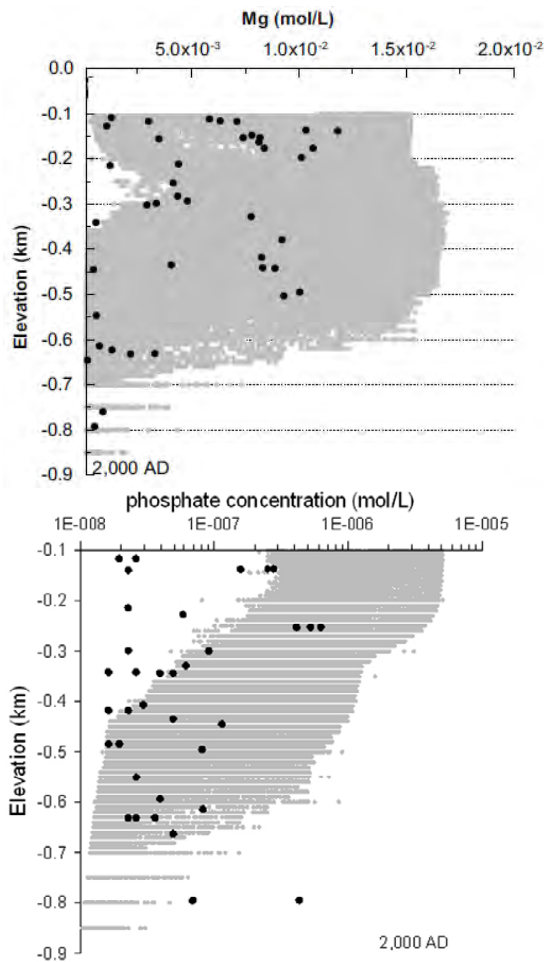 Mg (mol/L)
5.0x10⁻³ 1.0x10⁻² 1.5x10⁻² 2.0x10⁻²
0.0
-0.1
-0.2
-0.3
-0.4
-0.5
-0.6
-0.7
-0.8
-0.9
Elevation (km)
2,000 AD
phosphate concentration (mol/L)
1E-008 1E-007 1E-006 1E-005
-0.1
-0.2
-0.3
-0.4
-0.5
-0.6
-0.7
-0.8
-0.9
Elevation (km)
2,000 AD